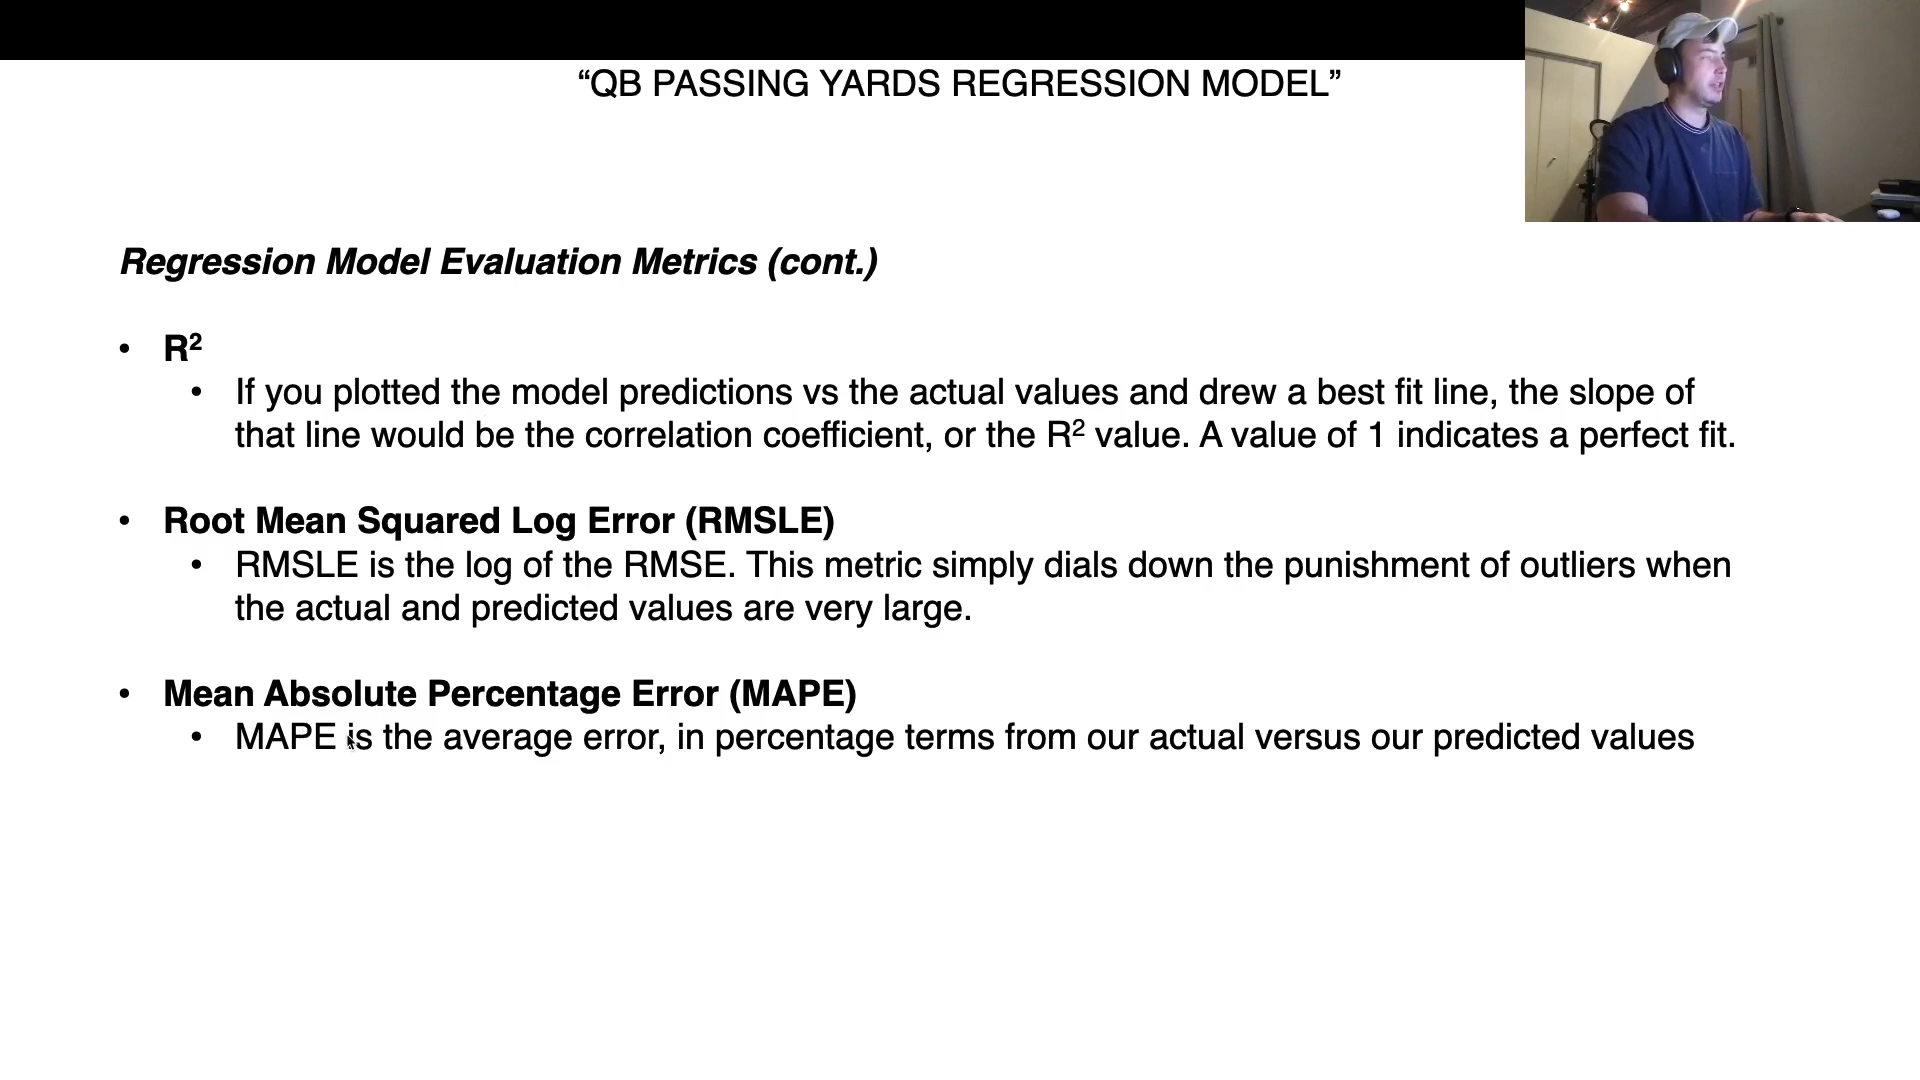 “QB PASSING YARDS REGRESSION MODEL”
Regression Model Evaluation Metrics (cont.)
• R²
• If you plotted the model predictions vs the actual values and drew a best fit line, the slope of
that line would be the correlation coefficient, or the R² value. A value of 1 indicates a perfect fit.
• Root Mean Squared Log Error (RMSLE)
• RMSLE is the log of the RMSE. This metric simply dials down the punishment of outliers when
the actual and predicted values are very large.
• Mean Absolute Percentage Error (MAPE)
• MAPE is the average error, in percentage terms from our actual versus our predicted values